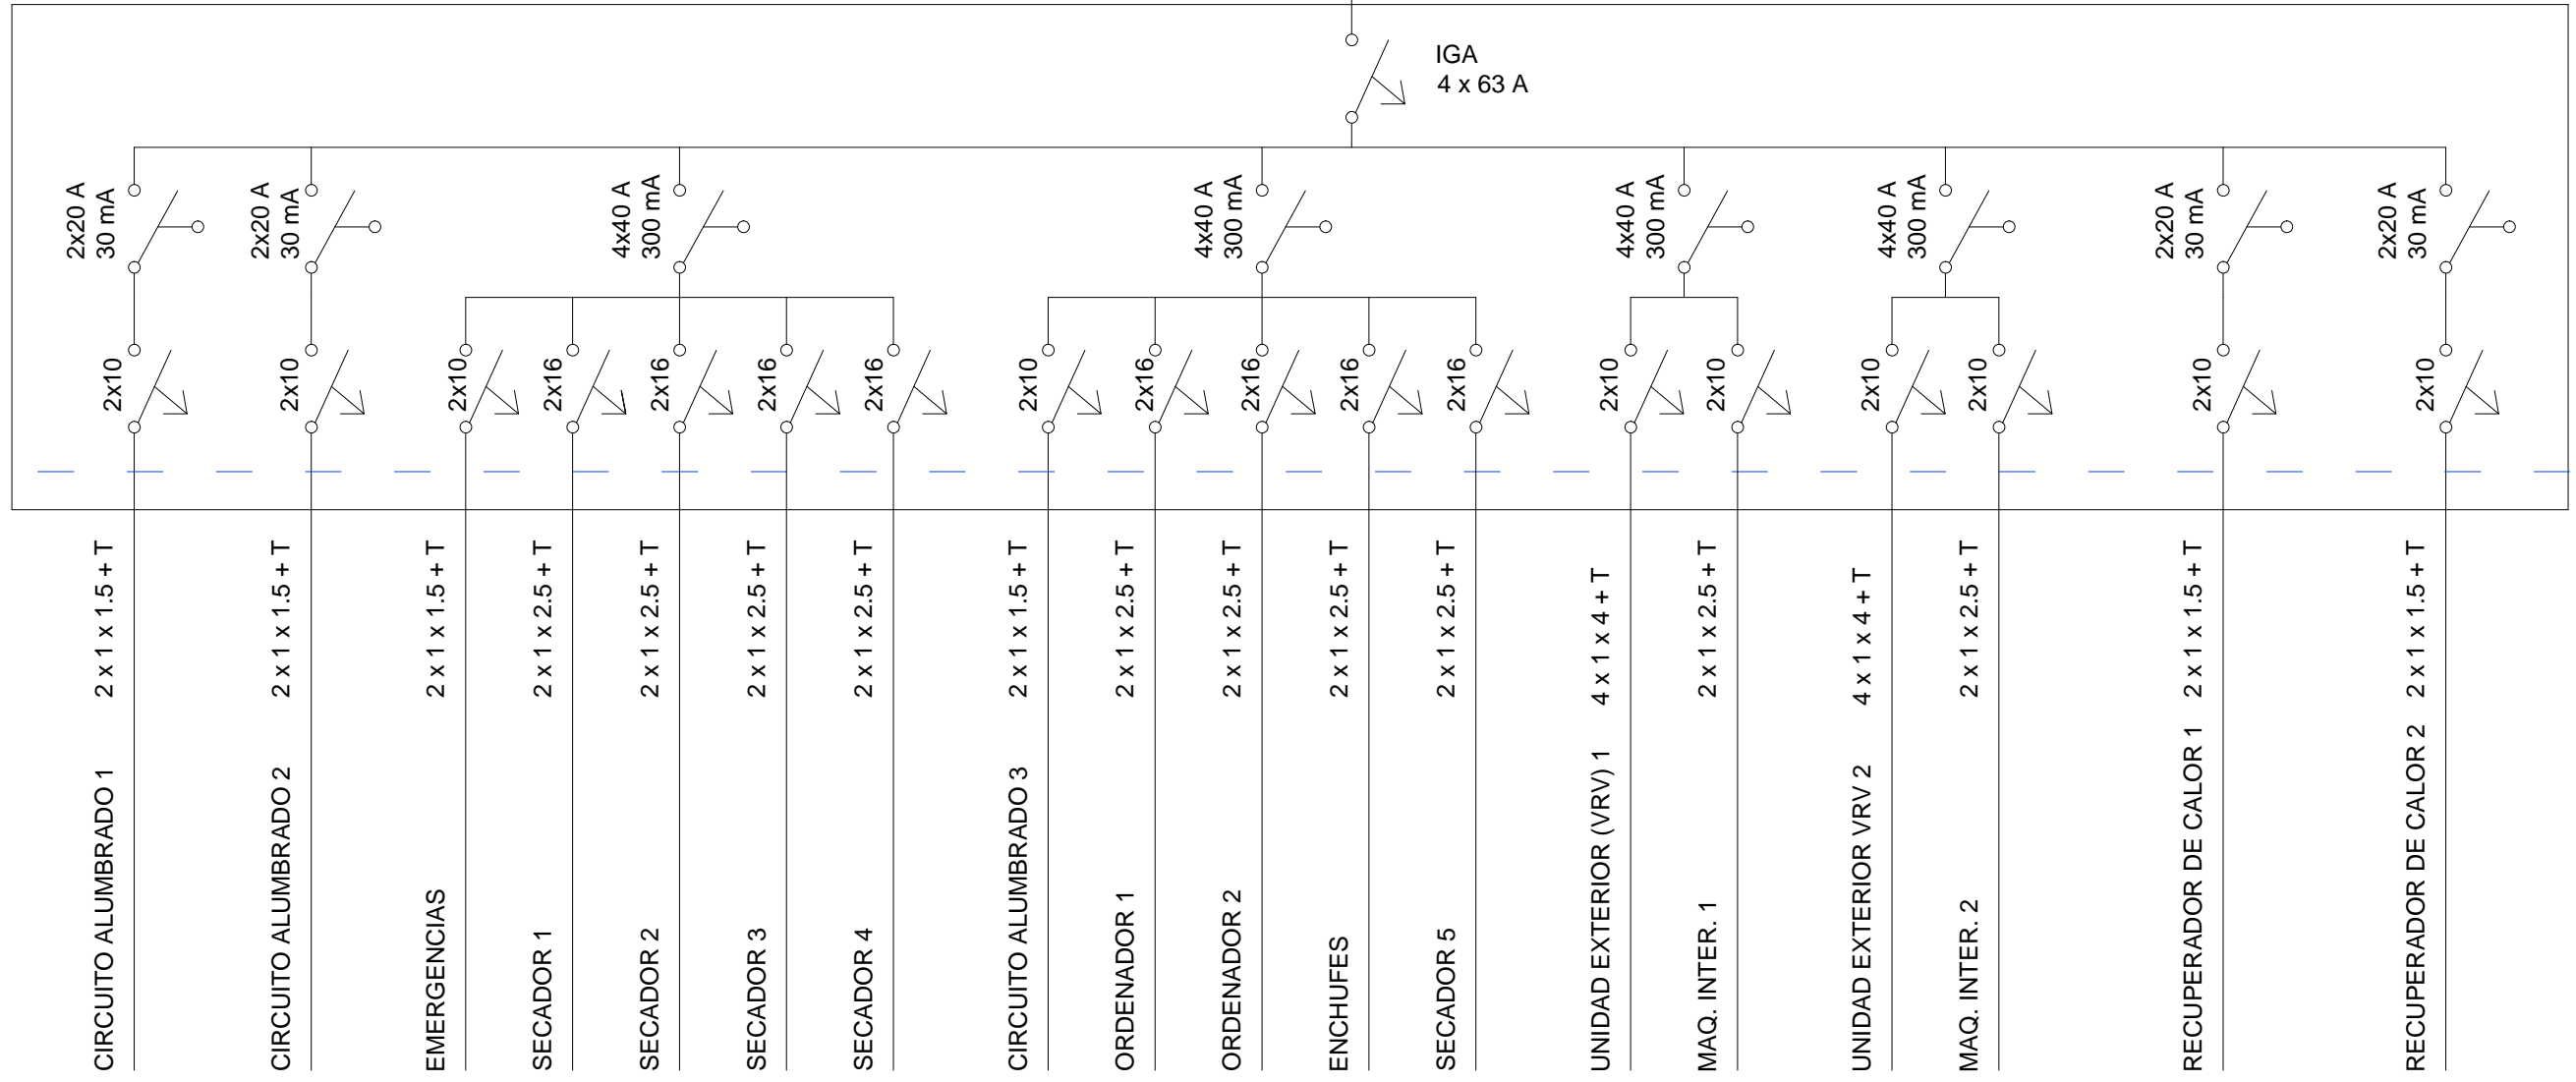 IGA
4 x 63 A
2x20 A
30 mA
2x20 A
30 mA
4x40 A
300 mA
4x40 A
300 mA
4x40 A
300 mA
4x40 A
300 mA
2x20 A
30 mA
2x20 A
30 mA
2x10
2x10
2x10
2x16
2x16
2x16
2x16
2x10
2x16
2x16
2x16
2x16
2x10
2x10
2x10
2x10
2x10
2x10
CIRCUITO ALUMBRADO 1 2 x 1 x 1.5 + T
CIRCUITO ALUMBRADO 2 2 x 1 x 1.5 + T
EMERGENCIAS 2 x 1 x 1.5 + T
SECADOR 1 2 x 1 x 2.5 + T
SECADOR 2 2 x 1 x 2.5 + T
SECADOR 3 2 x 1 x 2.5 + T
SECADOR 4 2 x 1 x 2.5 + T
CIRCUITO ALUMBRADO 3 2 x 1 x 1.5 + T
ORDENADOR 1 2 x 1 x 2.5 + T
ORDENADOR 2 2 x 1 x 2.5 + T
ENCHUFES 2 x 1 x 2.5 + T
SECADOR 5 2 x 1 x 2.5 + T
UNIDAD EXTERIOR (VRV) 1 4 x 1 x 4 + T
MAQ. INTER. 1 2 x 1 x 2.5 + T
UNIDAD EXTERIOR VRV 2 4 x 1 x 4 + T
MAQ. INTER. 2 2 x 1 x 2.5 + T
RECUPERADOR DE CALOR 1 2 x 1 x 1.5 + T
RECUPERADOR DE CALOR 2 2 x 1 x 1.5 + T